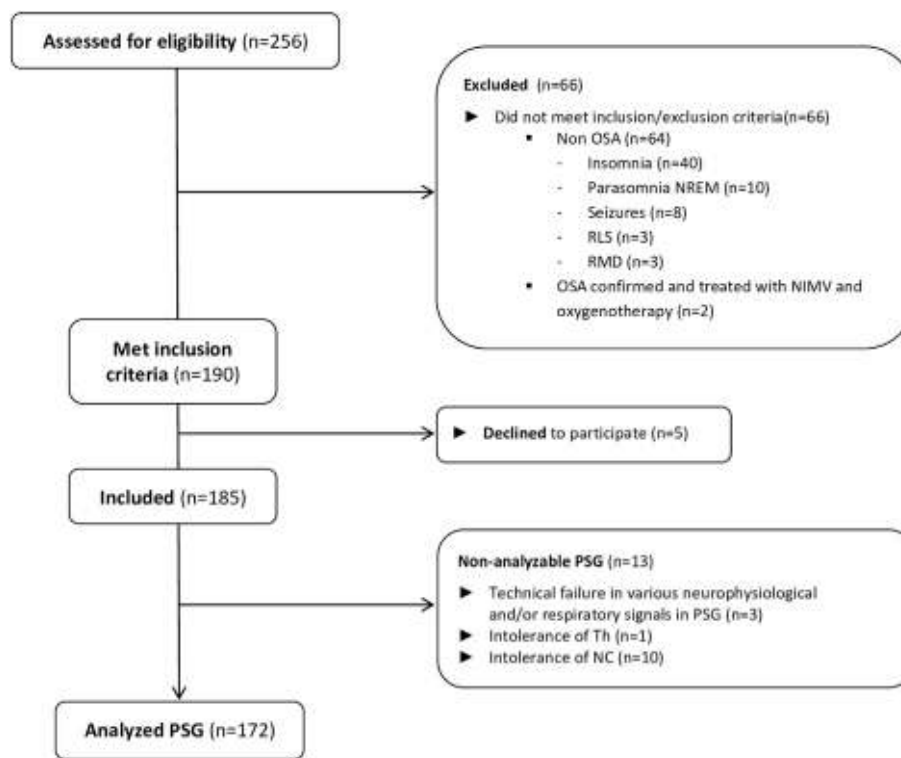 Assessed for eligibility (n=256)
Excluded (n=66)
► Did not meet inclusion/exclusion criteria(n=66)
▪ Non OSA (n=64)
- Insomnia (n=40)
- Parasomnia NREM (n=10)
- Seizures (n=8)
- RLS (n=3)
- RMD (n=3)
▪ OSA confirmed and treated with NIMV and
oxygenotherapy (n=2)
Met inclusion
criteria (n=190)
► Declined to participate (n=5)
Included (n=185)
Non-analyzable PSG (n=13)
► Technical failure in various neurophysiological
and/or respiratory signals in PSG (n=3)
► Intolerance of Th (n=1)
► Intolerance of NC (n=10)
Analyzed PSG (n=172)